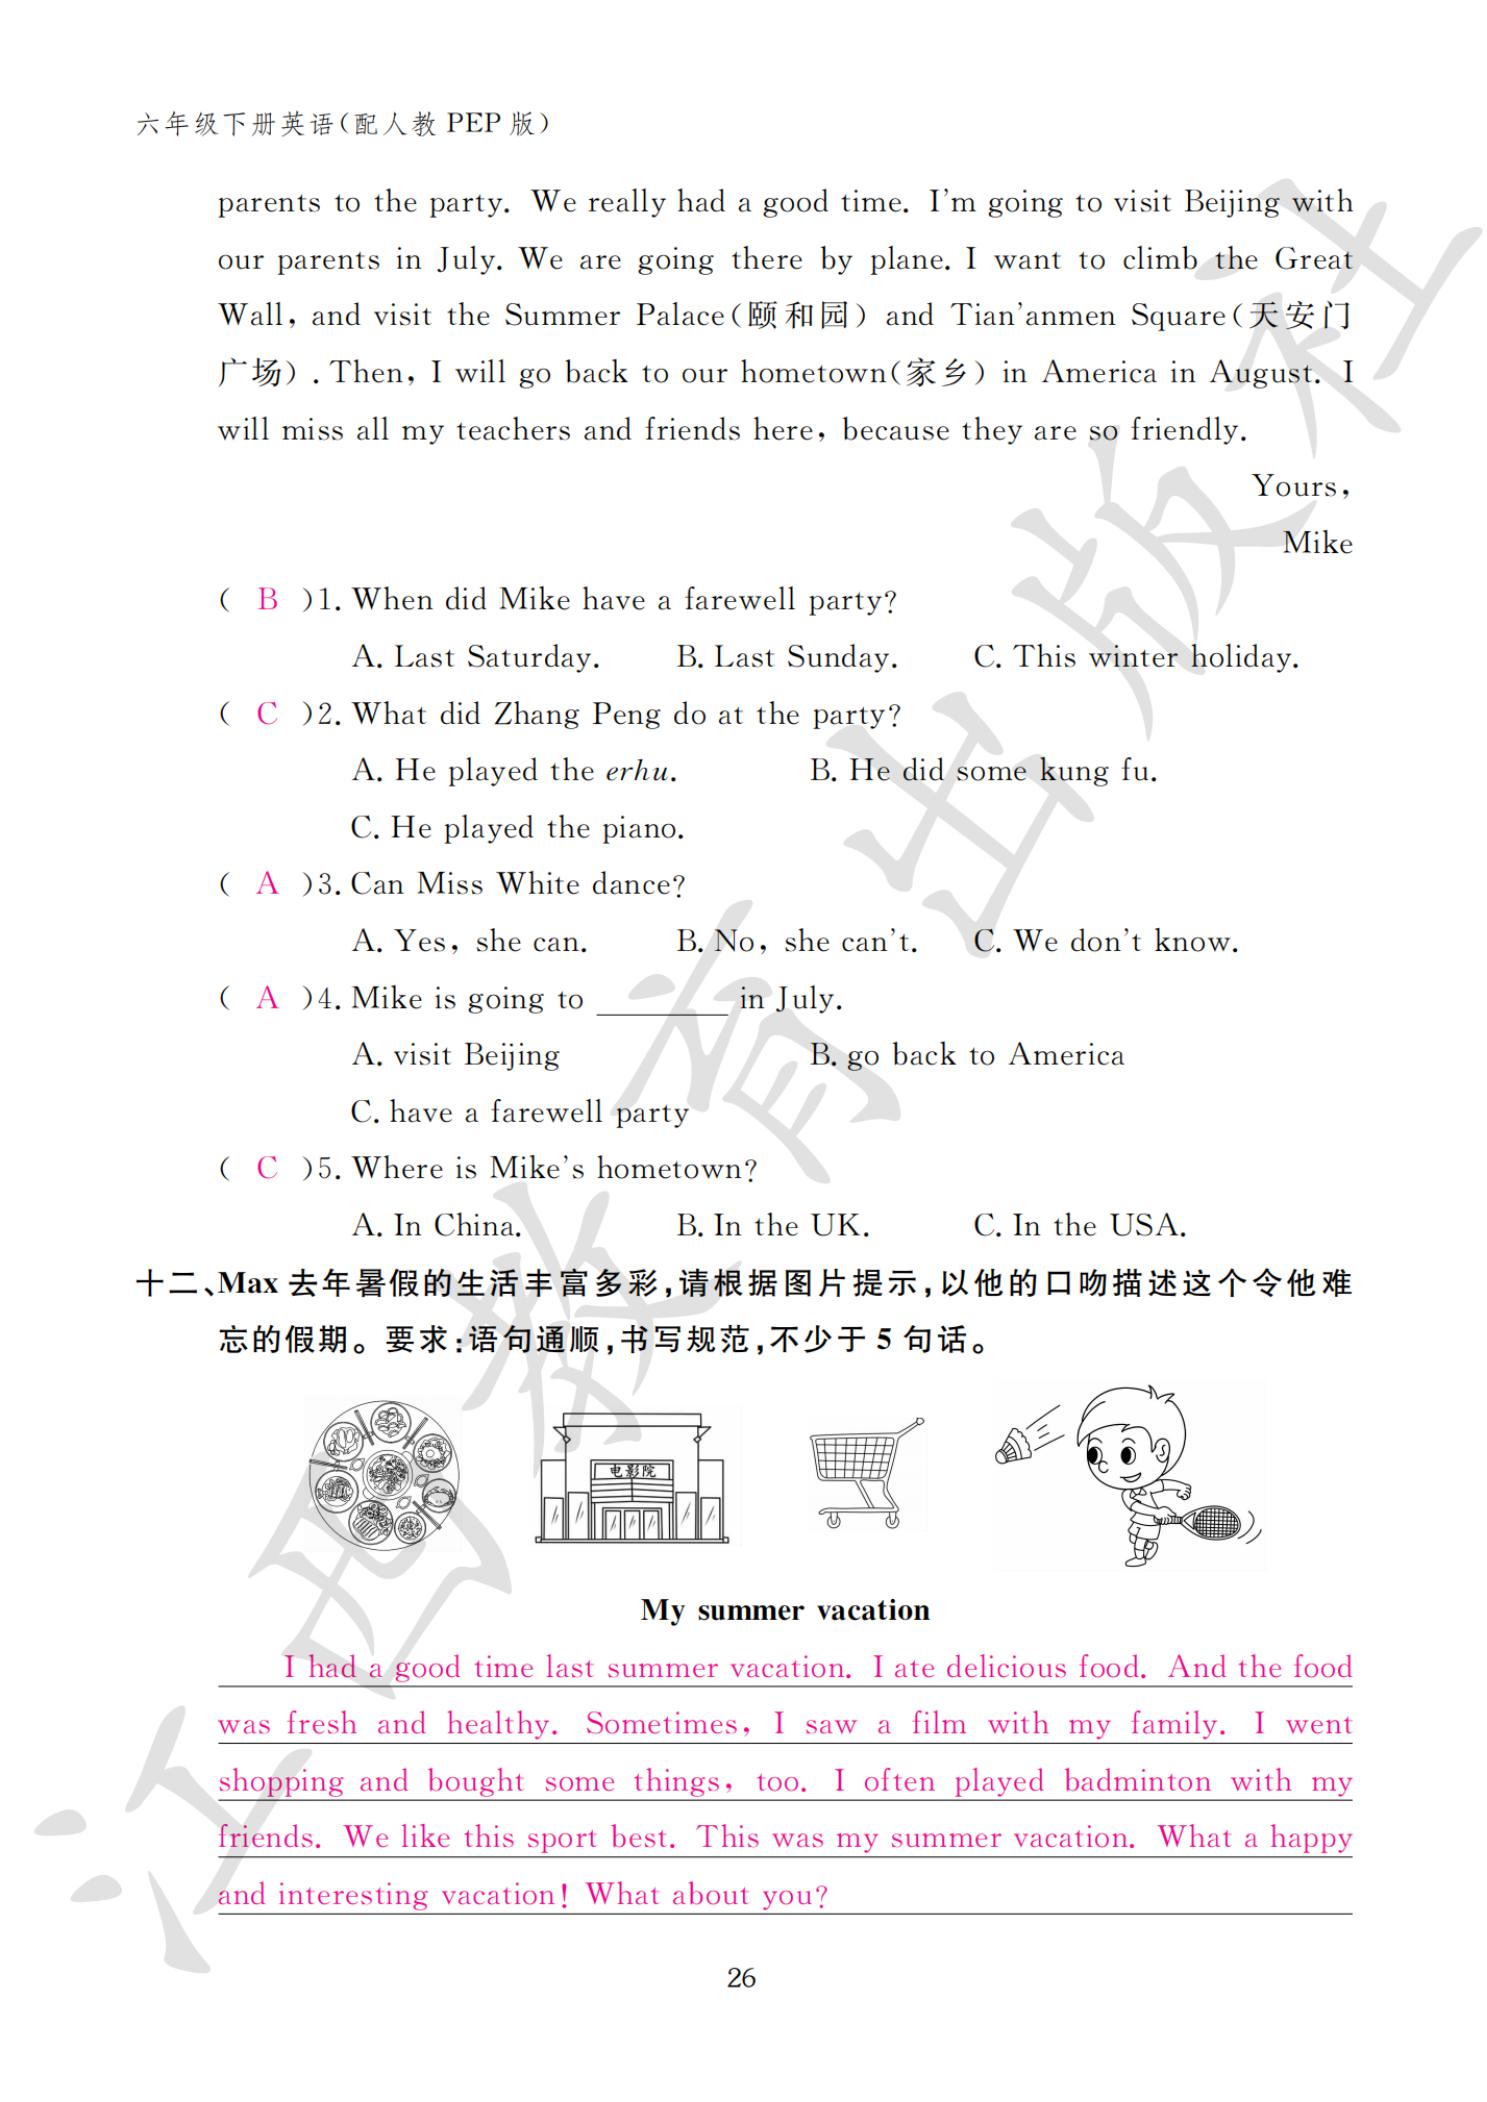 六年级下册英语(配人教 PEP 版)
parents to the party. We really had a good time. I'm going to visit Beijing with
our parents in July. We are going there by plane. I want to climb the Great
Wall, and visit the Summer Palace(颐和园) and Tian'anmen Square(天安门
广场). Then, I will go back to our hometown(家乡) in America in August. I
will miss all my teachers and friends here, because they are so friendly.
Yours,
Mike
( B )1. When did Mike have a farewell party?
A. Last Saturday. B. Last Sunday. C. This winter holiday.
( C )2. What did Zhang Peng do at the party?
A. He played the erhu. B. He did some kung fu.
C. He played the piano.
( A )3. Can Miss White dance?
A. Yes, she can. B. No, she can't. C. We don't know.
( A )4. Mike is going to ________ in July.
A. visit Beijing B. go back to America
C. have a farewell party
( C )5. Where is Mike's hometown?
A. In China. B. In the UK. C. In the USA.
十二、Max 去年暑假的生活丰富多彩,请根据图片提示,以他的口吻描述这个令他难
忘的假期。要求:语句通顺,书写规范,不少于 5 句话。
电影院
My summer vacation
I had a good time last summer vacation. I ate delicious food. And the food
was fresh and healthy. Sometimes, I saw a film with my family. I went
shopping and bought some things, too. I often played badminton with my
friends. We like this sport best. This was my summer vacation. What a happy
and interesting vacation! What about you?
26
江西教育出版社